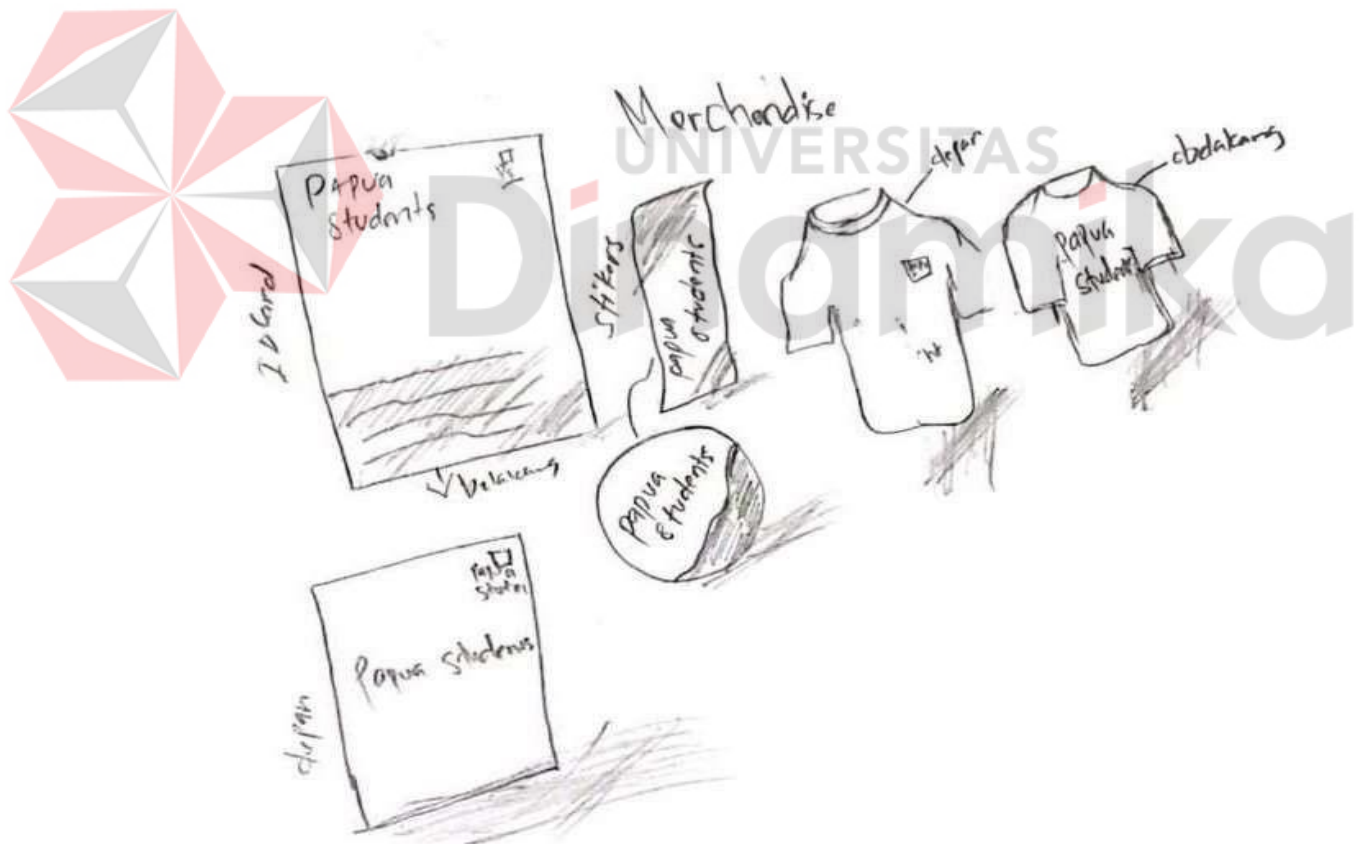 Merchandise
UNIVERSITAS
Dinamika
ID Card
Papua
Students
belakang
depan
Papua
Papua Students
Stikers
papua
students
papua
students
depan
belakang
papua
students